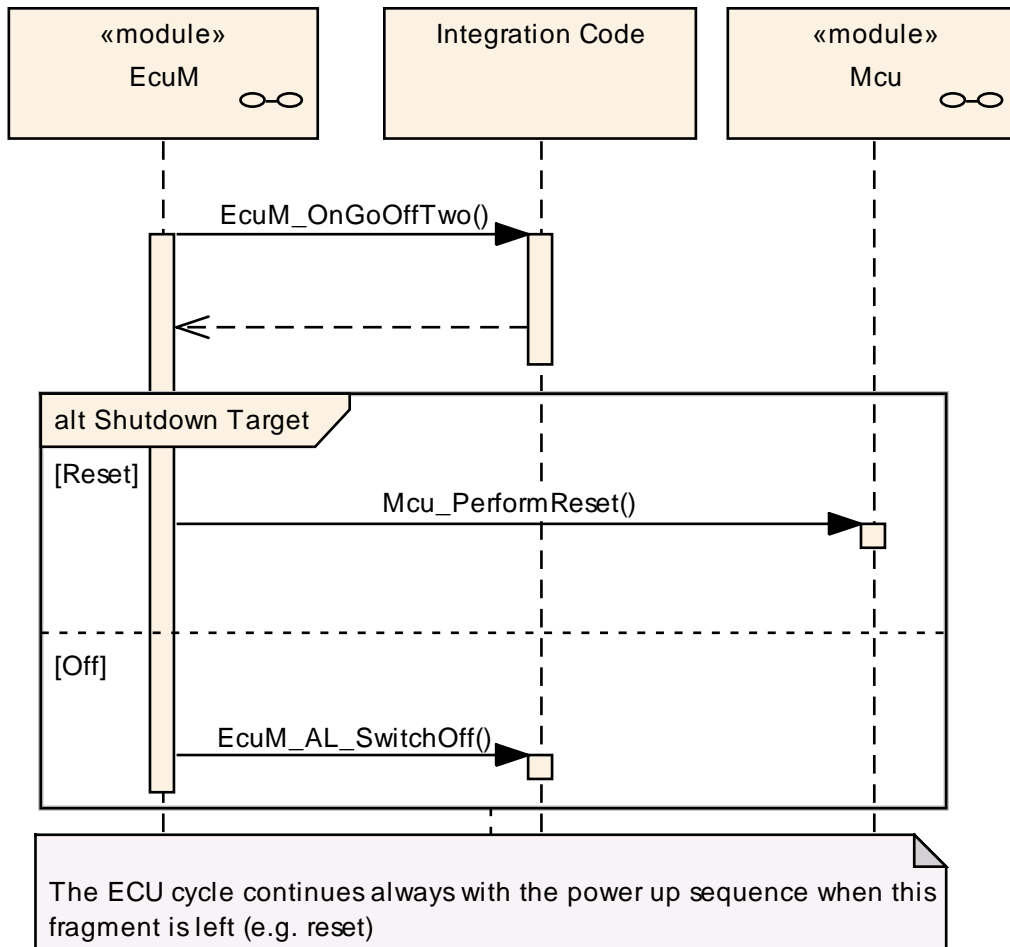 «module»
EcuM
Integration Code
«module»
Mcu
EcuM_OnGoOffTwo()
alt Shutdown Target
[Reset]
Mcu_PerformReset()
[Off]
EcuM_AL_SwitchOff()
The ECU cycle continues always with the power up sequence when this
fragment is left (e.g. reset)